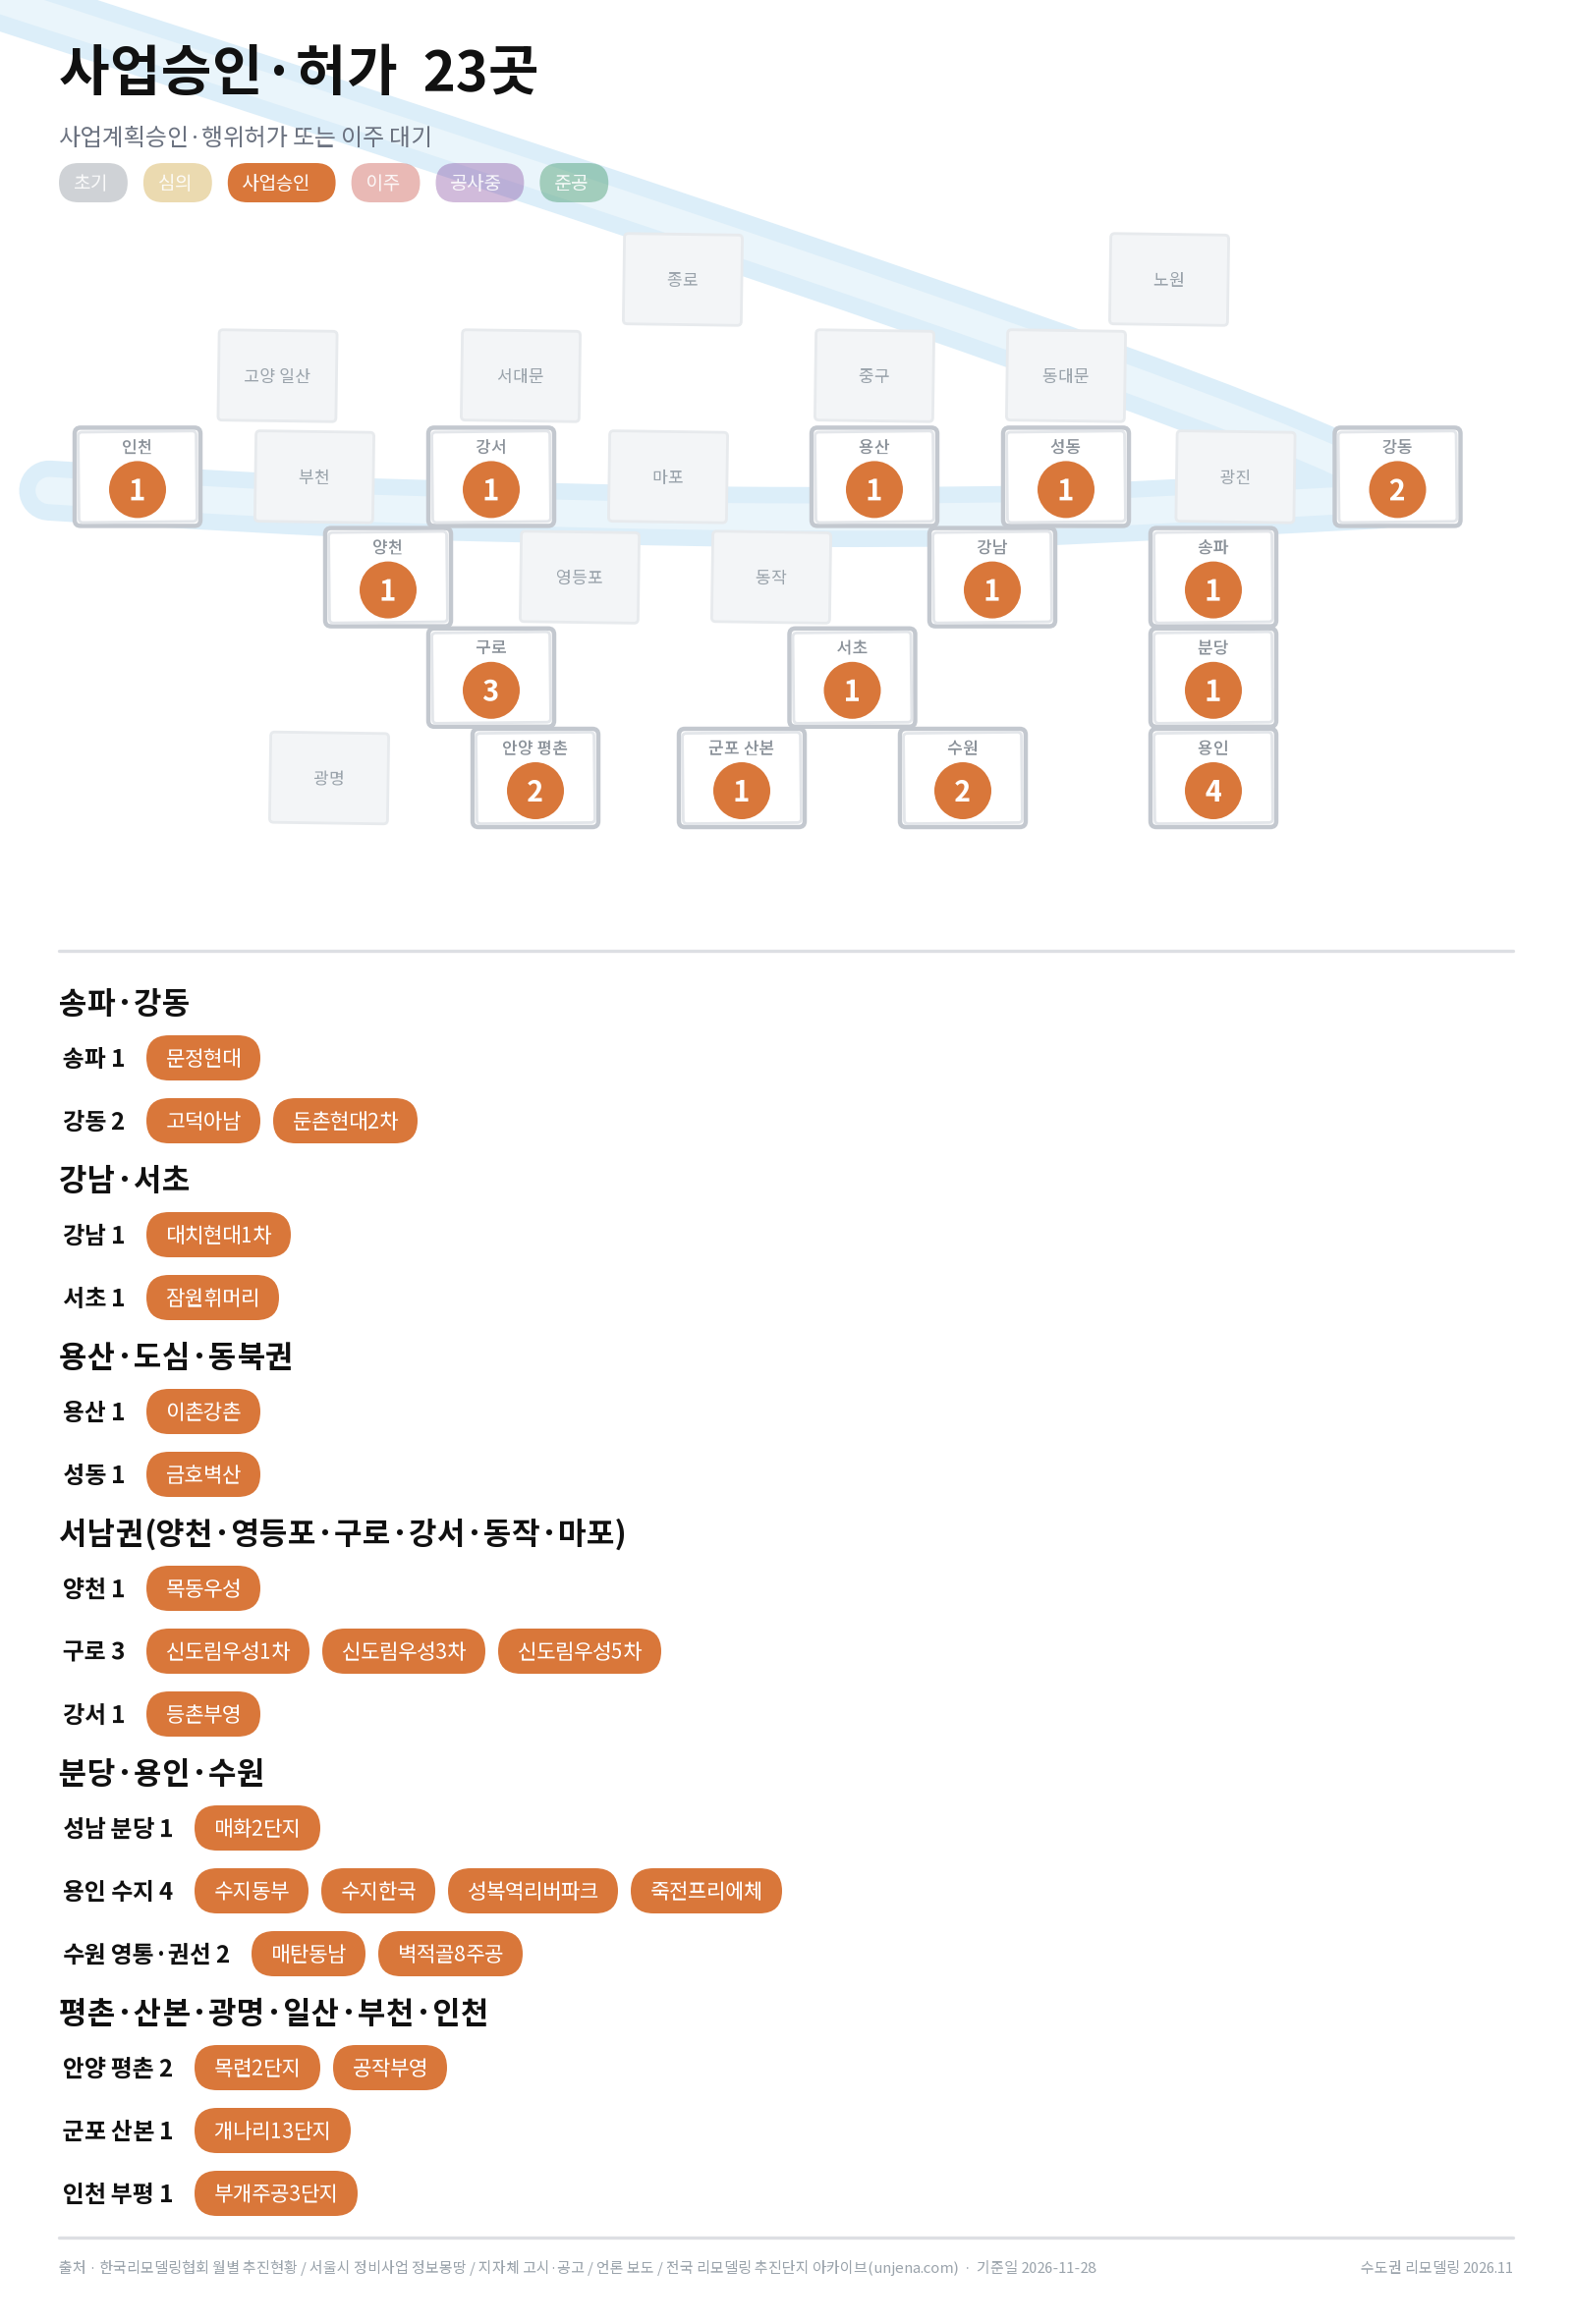 사업승인·허가 23곳
사업계획승인·행위허가 또는 이주 대기
초기 심의 사업승인 이주 공사중 준공
종로 노원
고양 일산 서대문 중구 동대문
인천 부천 강서 마포 용산 성동 광진 강동
1 1 1 1 2
양천 영등포 동작 강남 송파
1 1 1
구로 서초 분당
3 1 1
광명 안양 평촌 군포 산본 수원 용인
2 1 2 4
송파·강동
송파 1 문정현대
강동 2 고덕아남 둔촌현대2차
강남·서초
강남 1 대치현대1차
서초 1 잠원훼미리
용산·도심·동북권
용산 1 이촌강촌
성동 1 금호벽산
서남권(양천·영등포·구로·강서·동작·마포)
양천 1 목동우성
구로 3 신도림우성1차 신도림우성3차 신도림우성5차
강서 1 등촌부영
분당·용인·수원
성남 분당 1 매화2단지
용인 수지 4 수지동부 수지한국 성복역리버파크 죽전프리에체
수원 영통·권선 2 매탄동남 벽적골8주공
평촌·산본·광명·일산·부천·인천
안양 평촌 2 목련2단지 공작부영
군포 산본 1 개나리13단지
인천 부평 1 부개주공3단지
출처 · 한국리모델링협회 월별 추진현황 / 서울시 정비사업 정보몽땅 / 지자체 고시·공고 / 언론 보도 / 전국 리모델링 추진단지 아카이브(unjena.com) · 기준일 2026-11-28
수도권 리모델링 2026.11